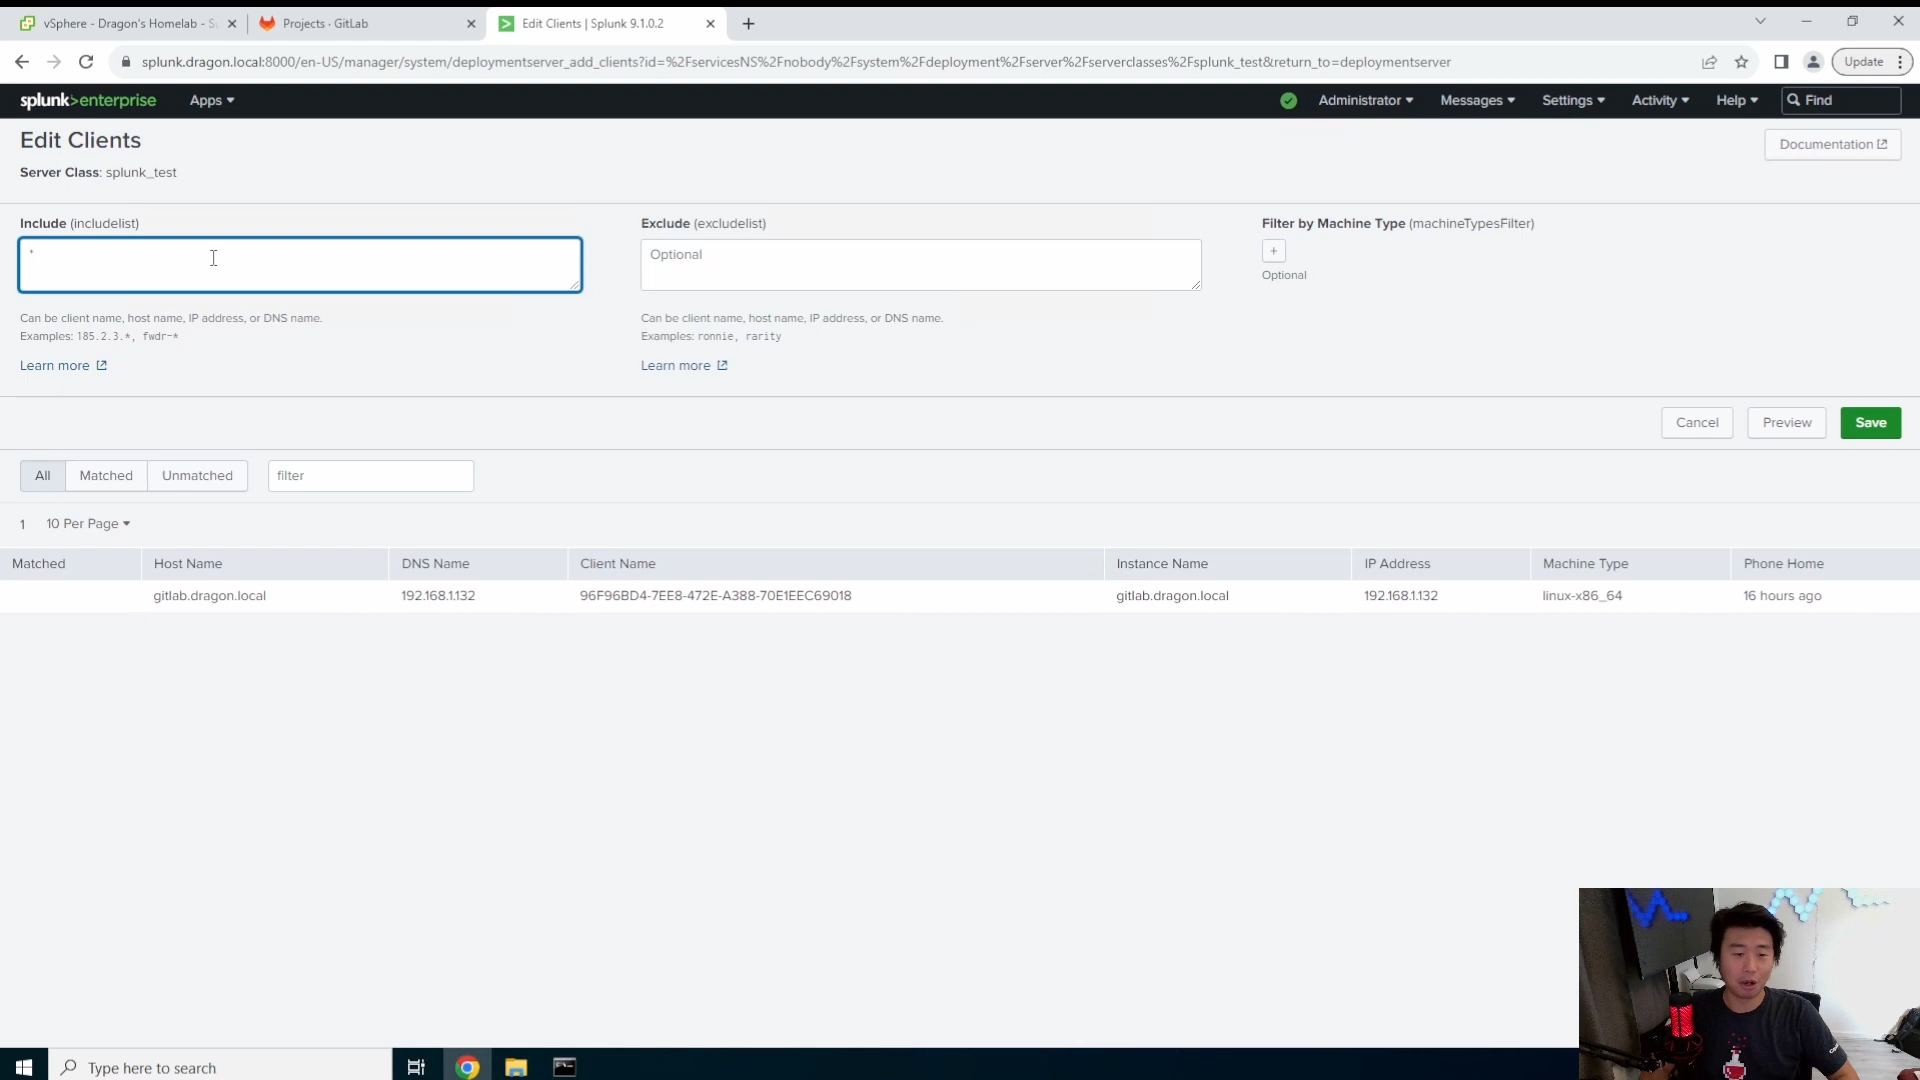 vSphere - Dragon's Homelab - S
Projects · GitLab
Edit Clients | Splunk 9.1.0.2
splunk.dragon.local:8000/en-US/manager/system/deploymentserver_add_clients?id=%2FservicesNS%2Fnobody%2Fsystem%2Fdeployment%2Fserver%2Fserverclasses%2Fsplunk_test&return_to=deploymentserver
Update
splunk>enterprise
Apps
Administrator
Messages
Settings
Activity
Help
Find
Edit Clients
Documentation
Server Class: splunk_test
Include (includelist)
Exclude (excludelist)
Filter by Machine Type (machineTypesFilter)
*
Optional
+
Optional
Can be client name, host name, IP address, or DNS name.
Examples: 185.2.3.*, fwdr-*
Learn more
Can be client name, host name, IP address, or DNS name.
Examples: ronnie, rarity
Learn more
Cancel
Preview
Save
All
Matched
Unmatched
filter
1
10 Per Page
Matched
Host Name
DNS Name
Client Name
Instance Name
IP Address
Machine Type
Phone Home
gitlab.dragon.local
192.168.1.132
96F96BD4-7EE8-472E-A388-70E1EEC69018
gitlab.dragon.local
192.168.1.132
linux-x86_64
16 hours ago
Type here to search